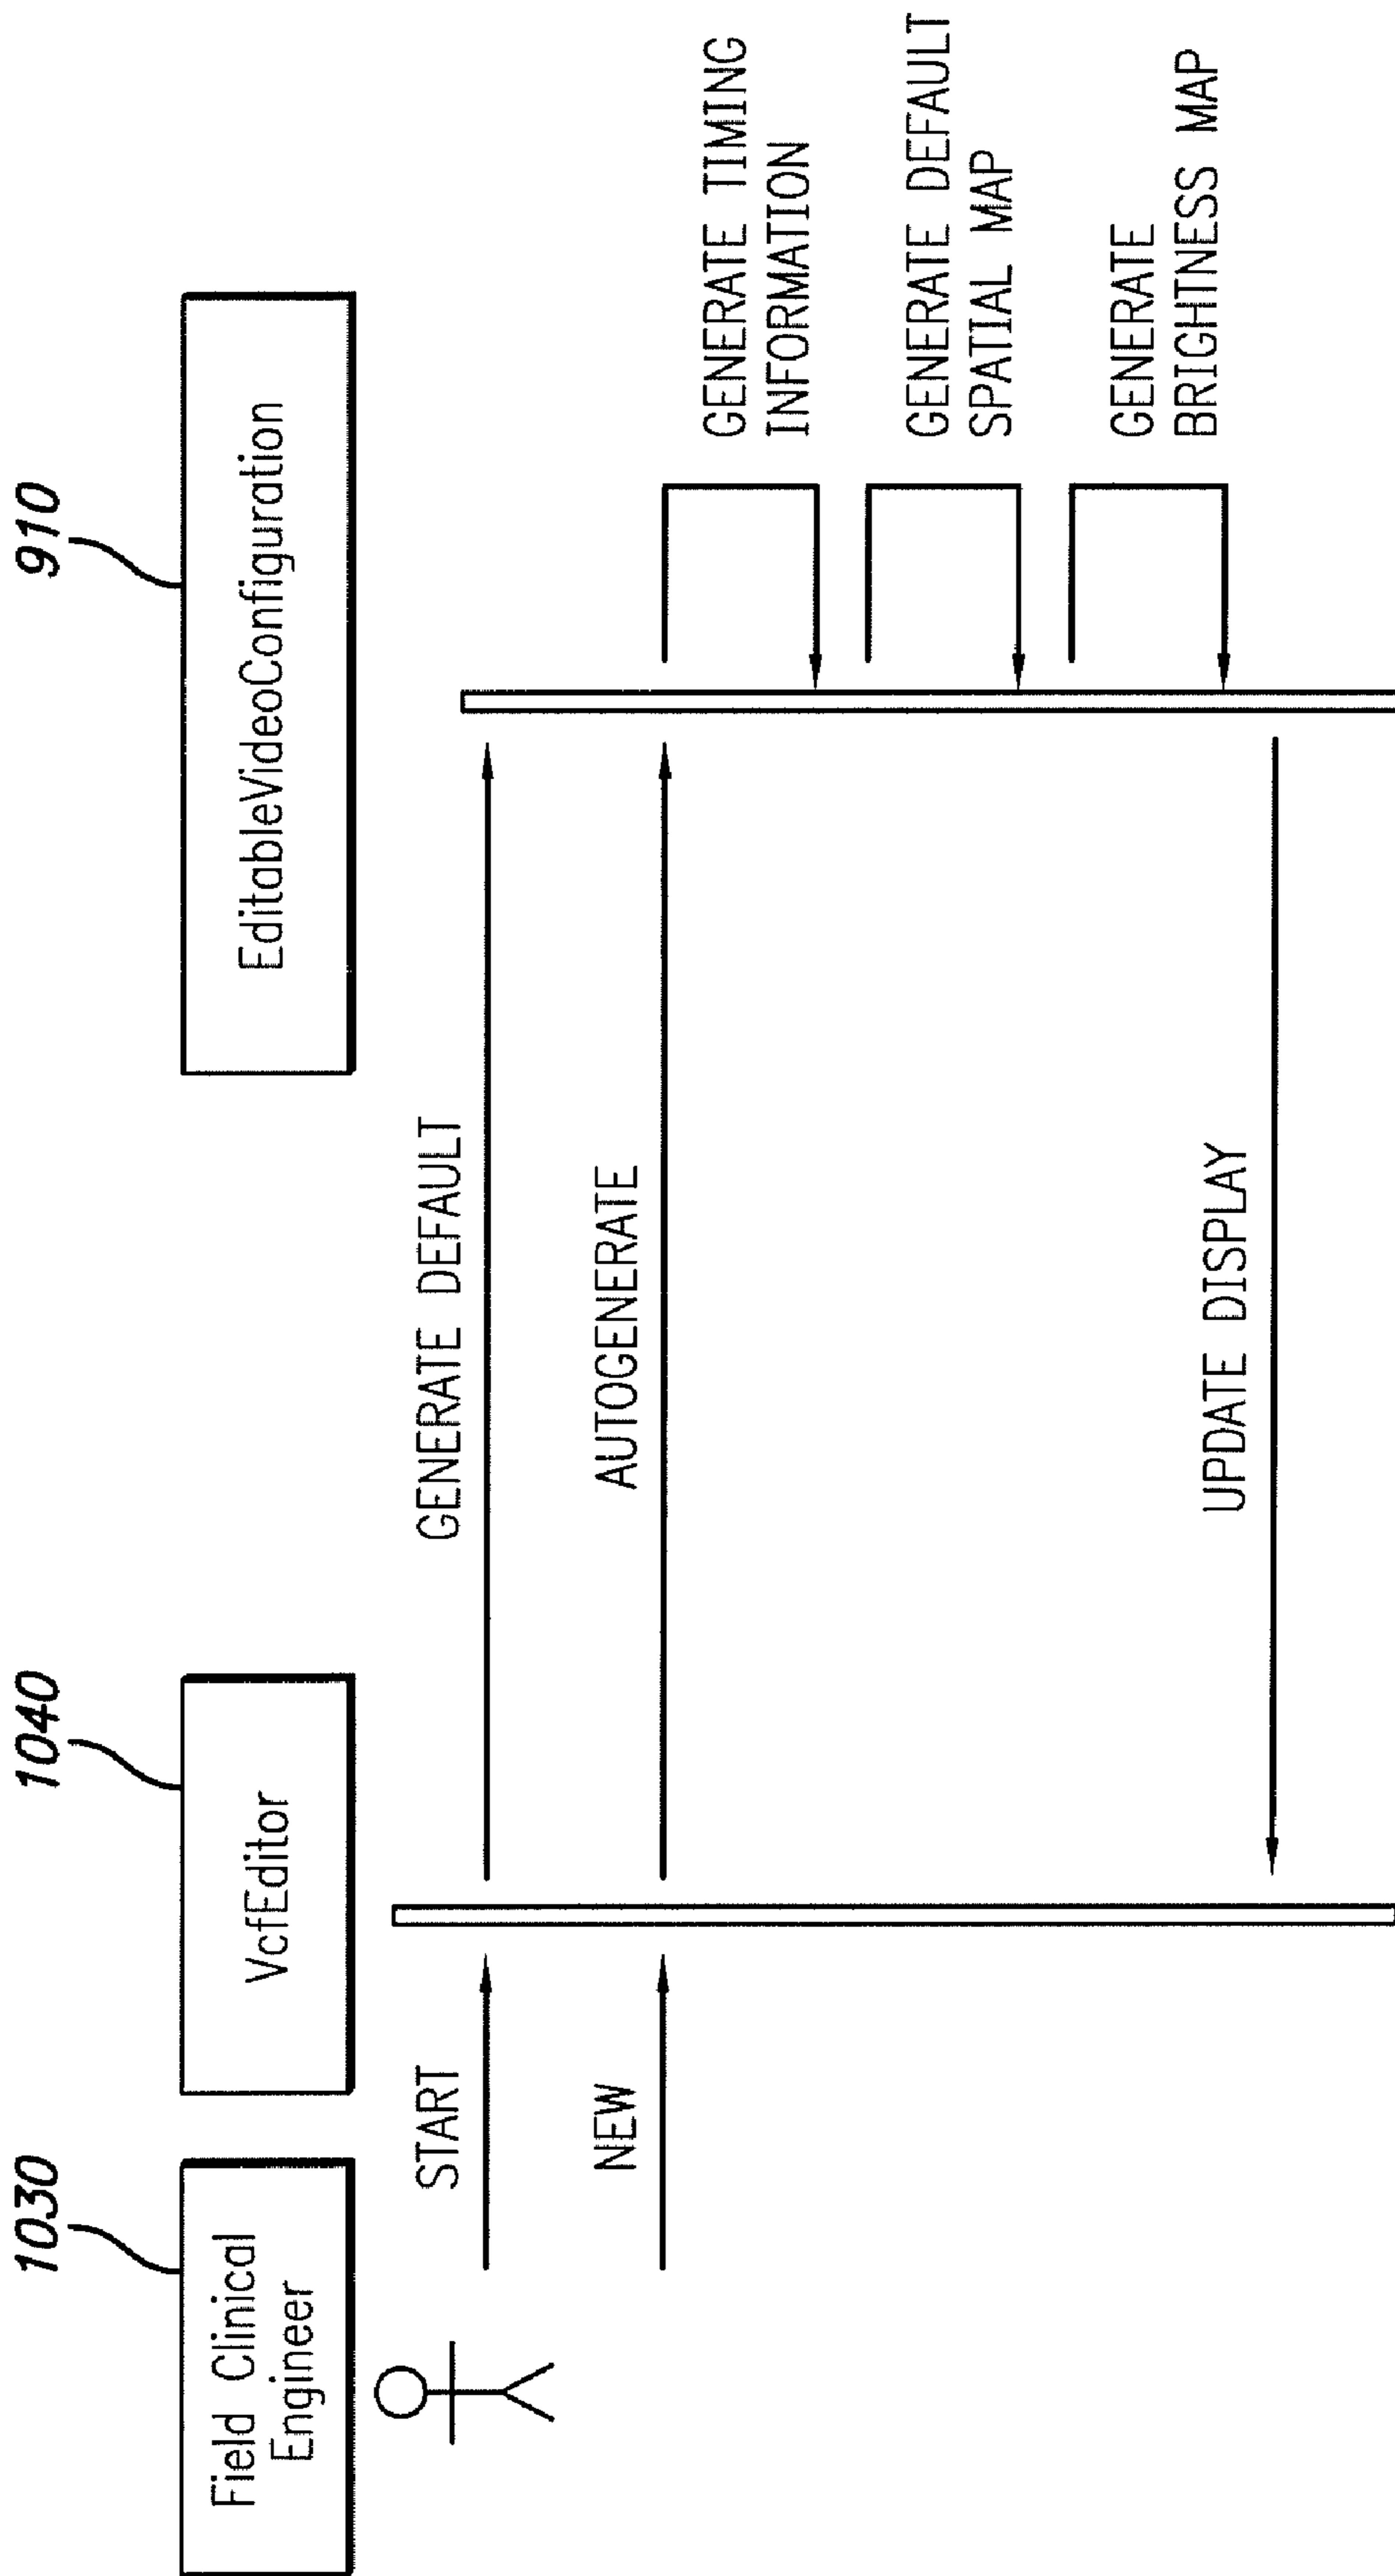 1030
1040
910
Field Clinical
Engineer
VcfEditor
EditableVideoConfiguration
START
GENERATE DEFAULT
NEW
AUTOGENERATE
GENERATE TIMING
INFORMATION
GENERATE DEFAULT
SPATIAL MAP
GENERATE
BRIGHTNESS MAP
UPDATE DISPLAY